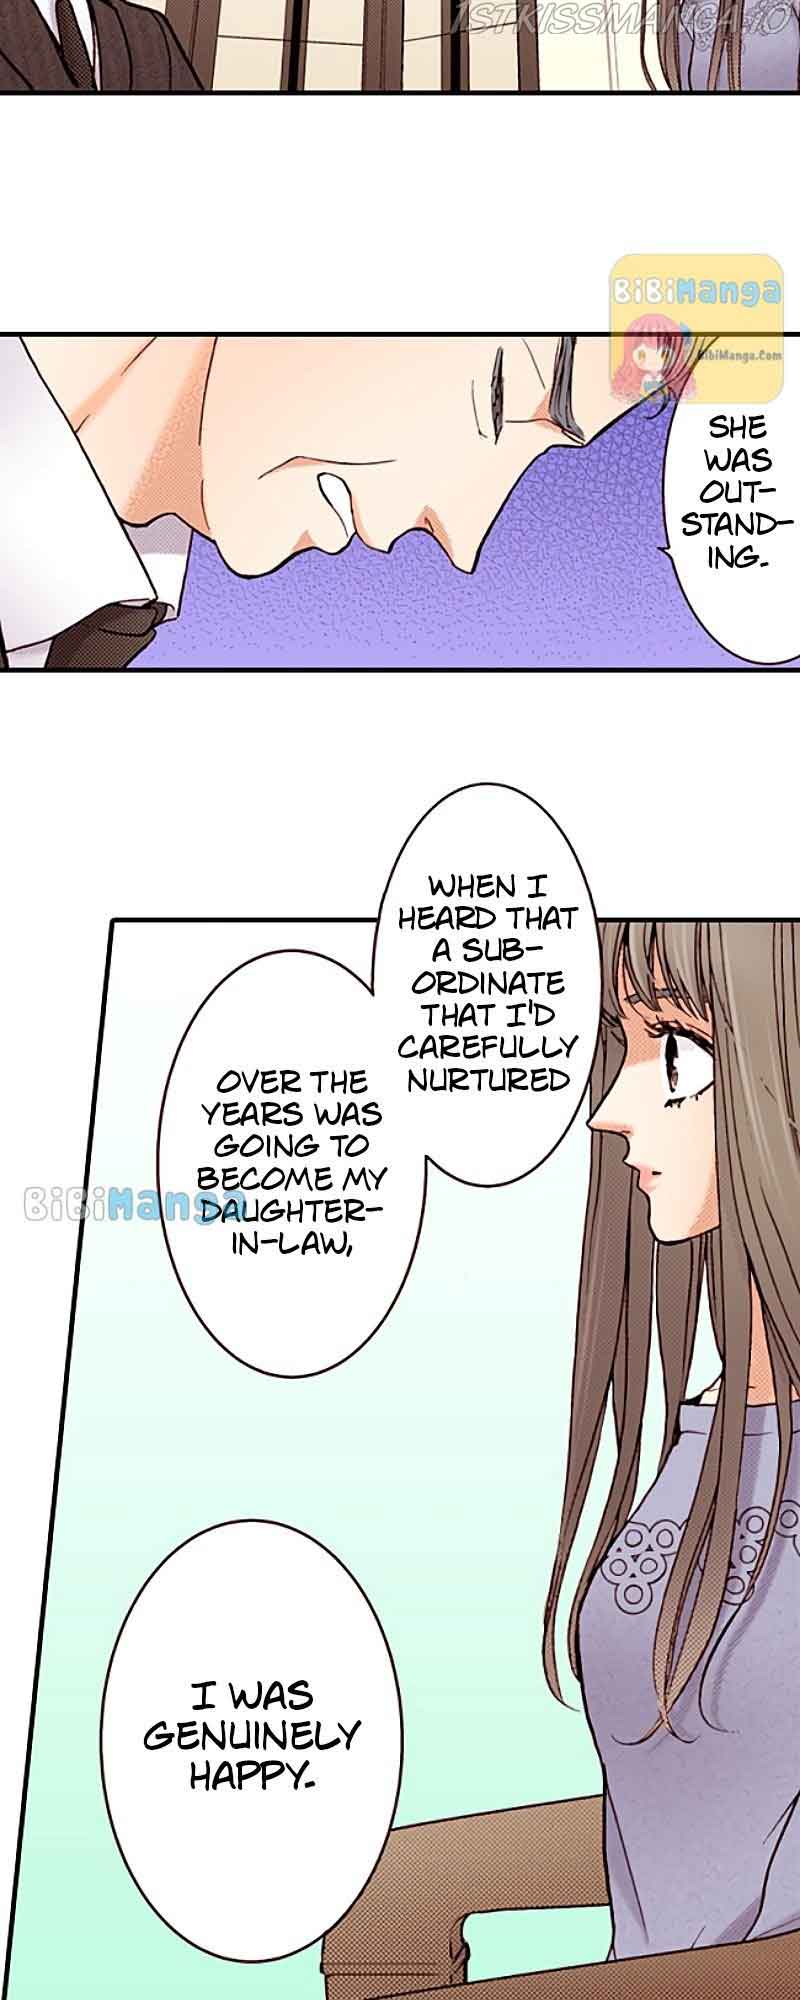 1STKISSMANGA.IO
BiBiManga
BibiManga.Com
SHE
WAS
OUT-
STAND-
ING.
WHEN I
HEARD THAT
A SUB-
ORDINATE
THAT I'D
CAREFULLY
NURTURED
OVER THE
YEARS WAS
GOING TO
BECOME MY
DAUGHTER-
IN-LAW,
BiBiManga
I WAS
GENUINELY
HAPPY.